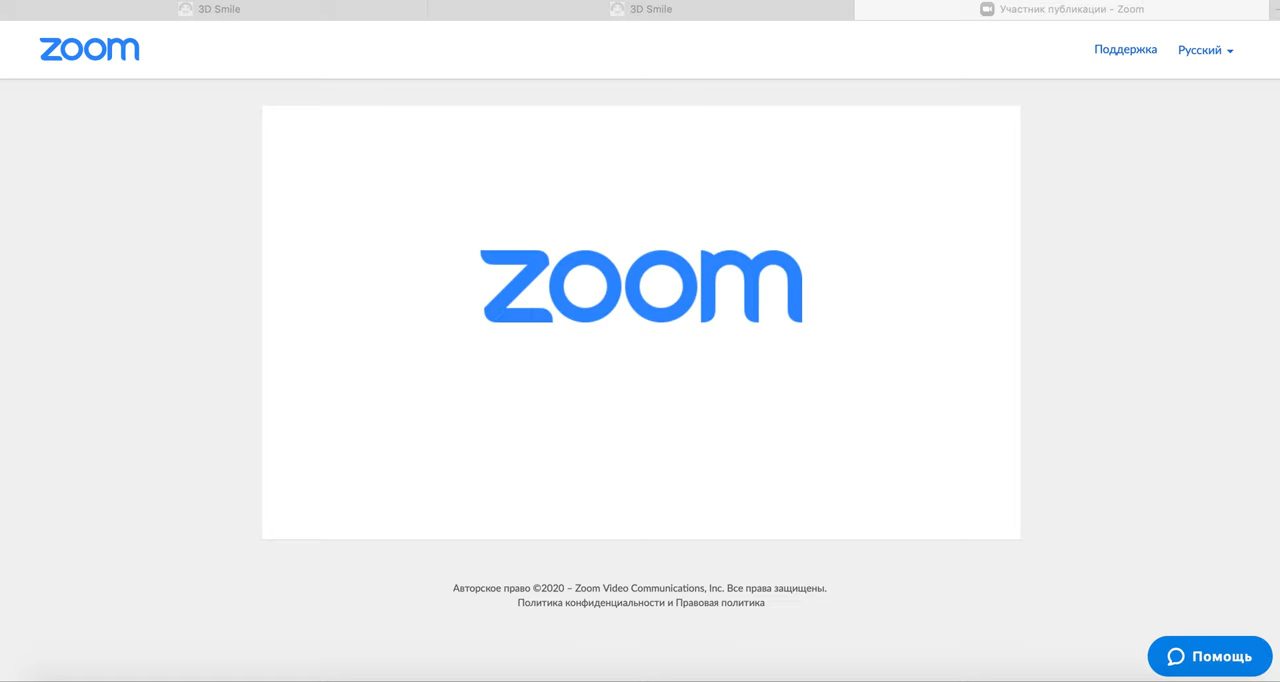 3D Smile
3D Smile
Участник публикации - Zoom
zoom
Поддержка
Русский
zoom
Авторское право ©2020 – Zoom Video Communications, Inc. Все права защищены.
Политика конфиденциальности и Правовая политика
Помощь